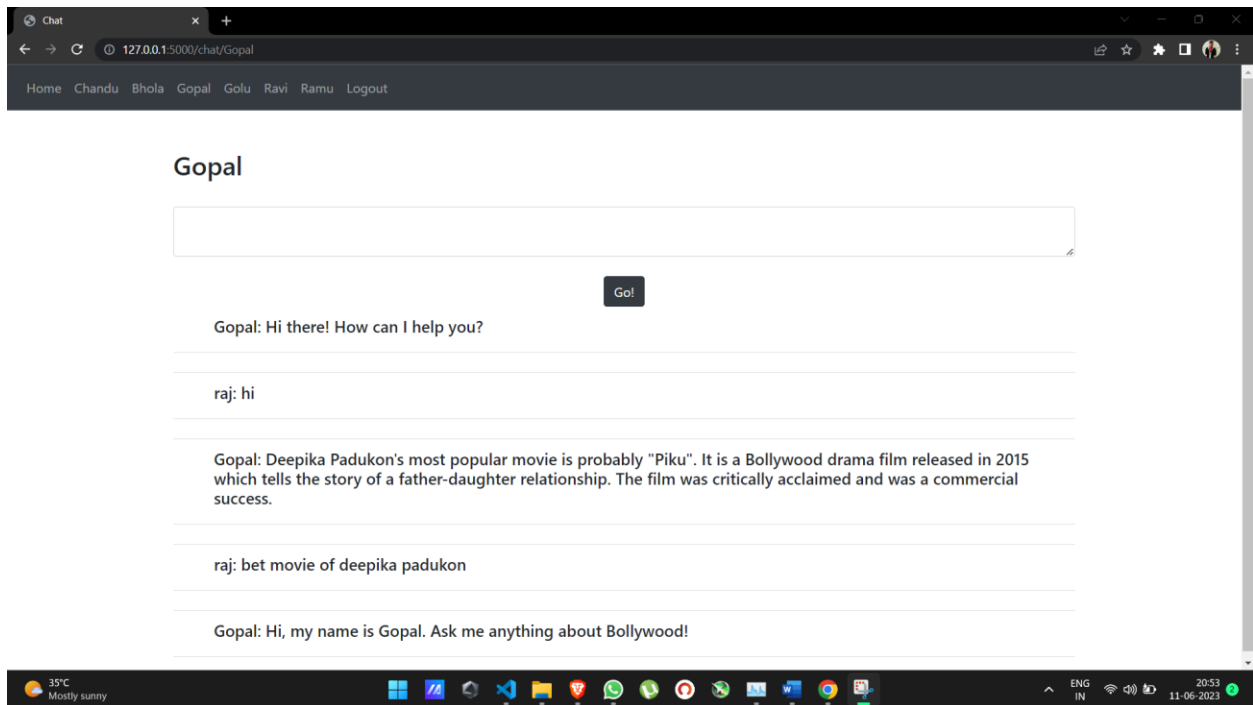 Chat
127.0.0.1:5000/chat/Gopal
Home Chandu Bhola Gopal Golu Ravi Ramu Logout
Gopal
Go!
Gopal: Hi there! How can I help you?
raj: hi
Gopal: Deepika Padukon's most popular movie is probably "Piku". It is a Bollywood drama film released in 2015
which tells the story of a father-daughter relationship. The film was critically acclaimed and was a commercial
success.
raj: bet movie of deepika padukon
Gopal: Hi, my name is Gopal. Ask me anything about Bollywood!
35°C
Mostly sunny
ENG
IN
20:53
11-06-2023
2